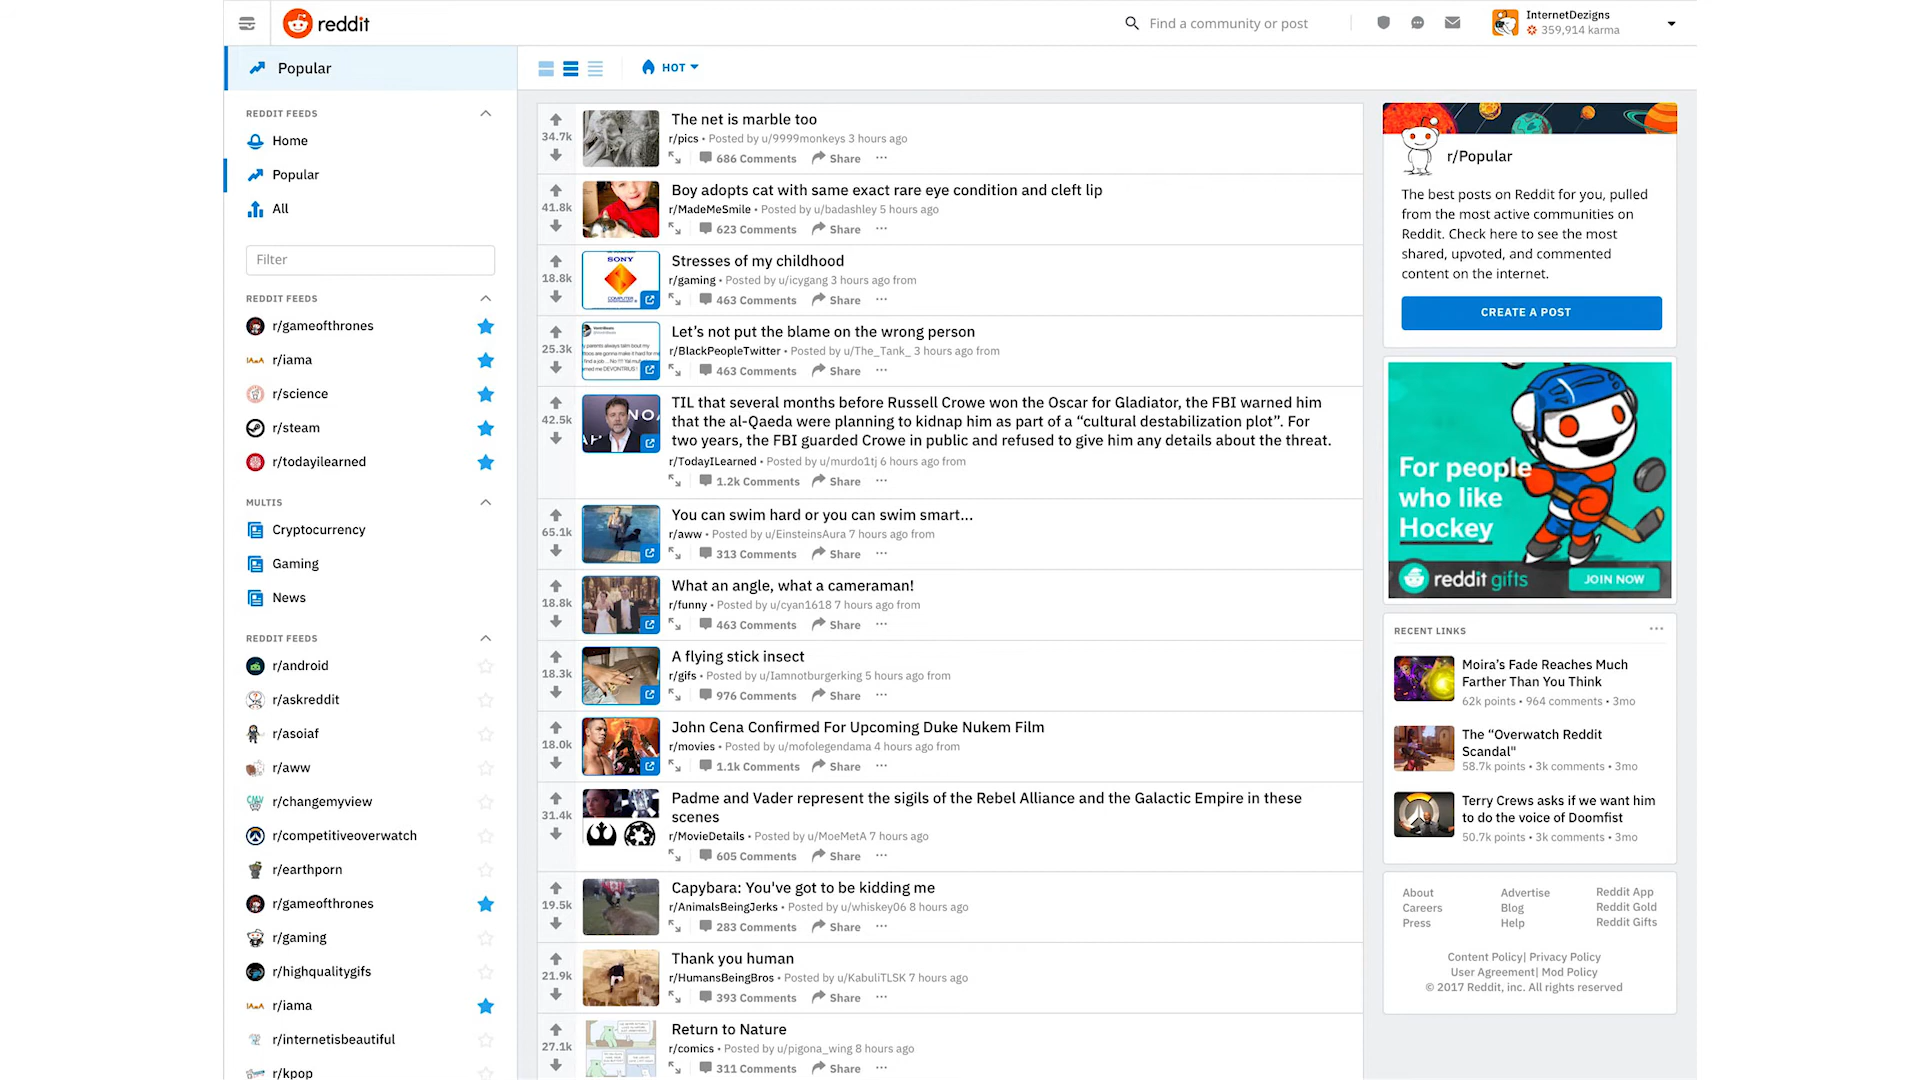 reddit
Find a community or post
InternetDezigns
359,914 karma
Popular
HOT
REDDIT FEEDS
Home
Popular
All
Filter
REDDIT FEEDS
r/gameofthrones
r/iama
r/science
r/steam
r/todayilearned
MULTIS
Cryptocurrency
Gaming
News
REDDIT FEEDS
r/android
r/askreddit
r/asoiaf
r/aww
r/changemyview
r/competitiveoverwatch
r/earthporn
r/gameofthrones
r/gaming
r/highqualitygifs
r/iama
r/internetisbeautiful
r/kpop
The net is marble too
34.7k
r/pics • Posted by u/9999monkeys 3 hours ago
686 Comments Share
Boy adopts cat with same exact rare eye condition and cleft lip
41.8k
r/MadeMeSmile • Posted by u/badashley 5 hours ago
623 Comments Share
SONY
Stresses of my childhood
18.8k
r/gaming • Posted by u/icygang 3 hours ago from
463 Comments Share
Let’s not put the blame on the wrong person
25.3k
r/BlackPeopleTwitter • Posted by u/The_Tank_ 3 hours ago from
463 Comments Share
TIL that several months before Russell Crowe won the Oscar for Gladiator, the FBI warned him
that the al-Qaeda were planning to kidnap him as part of a “cultural destabilization plot”. For
two years, the FBI guarded Crowe in public and refused to give him any details about the threat.
42.5k
r/TodayILearned • Posted by u/murdo1tj 6 hours ago from
1.2k Comments Share
You can swim hard or you can swim smart...
65.1k
r/aww • Posted by u/EinsteinsAura 7 hours ago from
313 Comments Share
What an angle, what a cameraman!
18.8k
r/funny • Posted by u/cyan1618 7 hours ago from
463 Comments Share
A flying stick insect
18.3k
r/gifs • Posted by u/Iamnotburgerking 5 hours ago from
976 Comments Share
John Cena Confirmed For Upcoming Duke Nukem Film
18.0k
r/movies • Posted by u/mofolegendama 4 hours ago from
1.1k Comments Share
Padme and Vader represent the sigils of the Rebel Alliance and the Galactic Empire in these
scenes
31.4k
r/MovieDetails • Posted by u/MoeMetA 7 hours ago
605 Comments Share
Capybara: You've got to be kidding me
19.5k
r/AnimalsBeingJerks • Posted by u/whiskey06 8 hours ago
283 Comments Share
Thank you human
21.9k
r/HumansBeingBros • Posted by u/KabuliTLSK 7 hours ago
393 Comments Share
Return to Nature
27.1k
r/comics • Posted by u/pigona_wing 8 hours ago
311 Comments Share
r/Popular
The best posts on Reddit for you, pulled
from the most active communities on
Reddit. Check here to see the most
shared, upvoted, and commented
content on the internet.
CREATE A POST
For people
who like
Hockey
reddit gifts
JOIN NOW
RECENT LINKS
Moira’s Fade Reaches Much
Farther Than You Think
62k points • 964 comments • 3mo
The “Overwatch Reddit
Scandal"
58.7k points • 3k comments • 3mo
Terry Crews asks if we want him
to do the voice of Doomfist
50.7k points • 3k comments • 3mo
About Advertise Reddit App
Careers Blog Reddit Gold
Press Help Reddit Gifts
Content Policy| Privacy Policy
User Agreement| Mod Policy
© 2017 Reddit, inc. All rights reserved